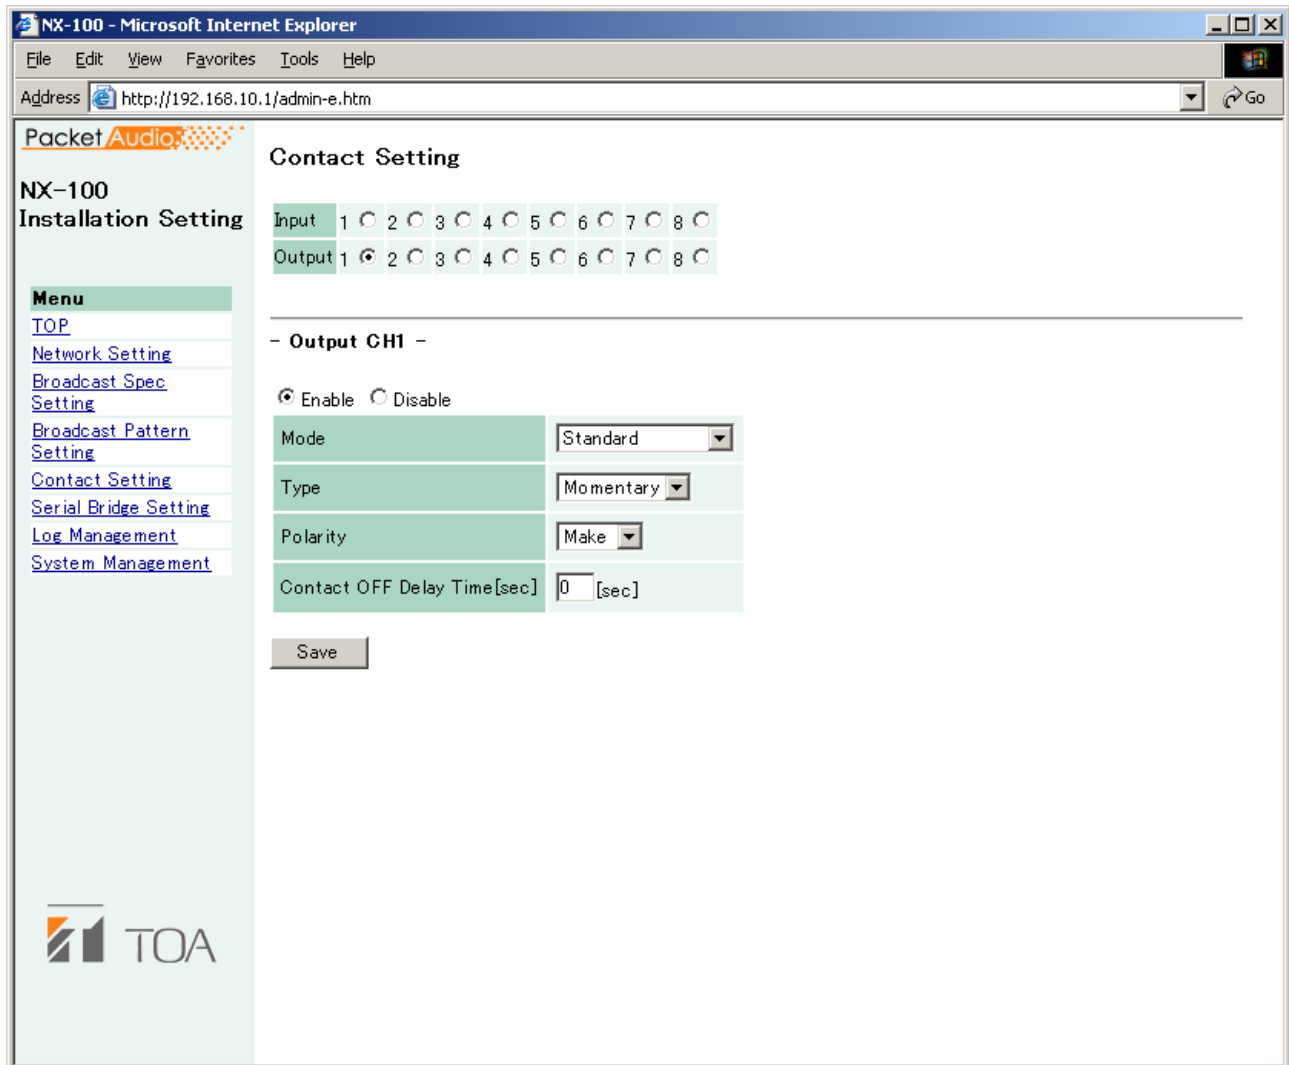 NX-100 - Microsoft Internet Explorer
File Edit View Favorites Tools Help
Address http://192.168.10.1/admin-e.htm Go
Packet Audio
NX-100
Installation Setting
Menu
TOP
Network Setting
Broadcast Spec
Setting
Broadcast Pattern
Setting
Contact Setting
Serial Bridge Setting
Log Management
System Management
TOA
Contact Setting
Input 1 2 3 4 5 6 7 8
Output 1 2 3 4 5 6 7 8
- Output CH1 -
Enable Disable
Mode Standard
Type Momentary
Polarity Make
Contact OFF Delay Time[sec] 0 [sec]
Save